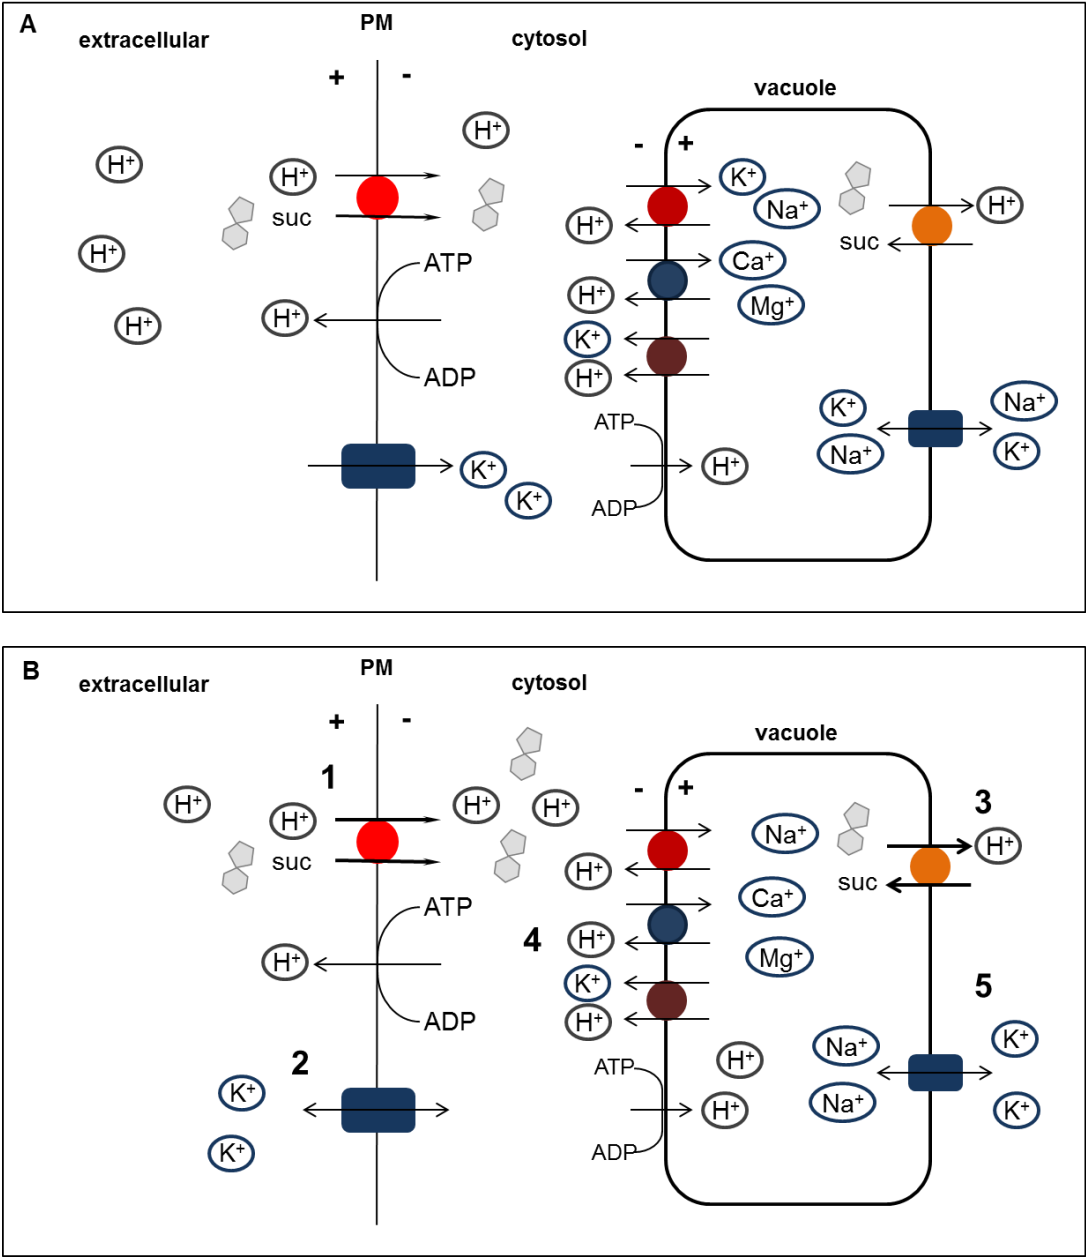 A
PM
extracellular
cytosol
+ -
vacuole
- +
H⁺
H⁺
H⁺
K⁺
H⁺
suc
Na⁺
H⁺
H⁺
suc
H⁺
ATP
Ca⁺
H⁺
Mg⁺
H⁺
H⁺
K⁺
ADP
H⁺
K⁺
Na⁺
ATP
Na⁺
K⁺
K⁺
H⁺
K⁺
ADP
B
PM
extracellular
cytosol
+ -
vacuole
1
- +
3
H⁺
H⁺
H⁺
H⁺
Na⁺
H⁺
suc
H⁺
suc
ATP
Ca⁺
4
H⁺
H⁺
Mg⁺
K⁺
5
ADP
H⁺
K⁺
2
ATP
H⁺
Na⁺
K⁺
H⁺
Na⁺
K⁺
K⁺
ADP